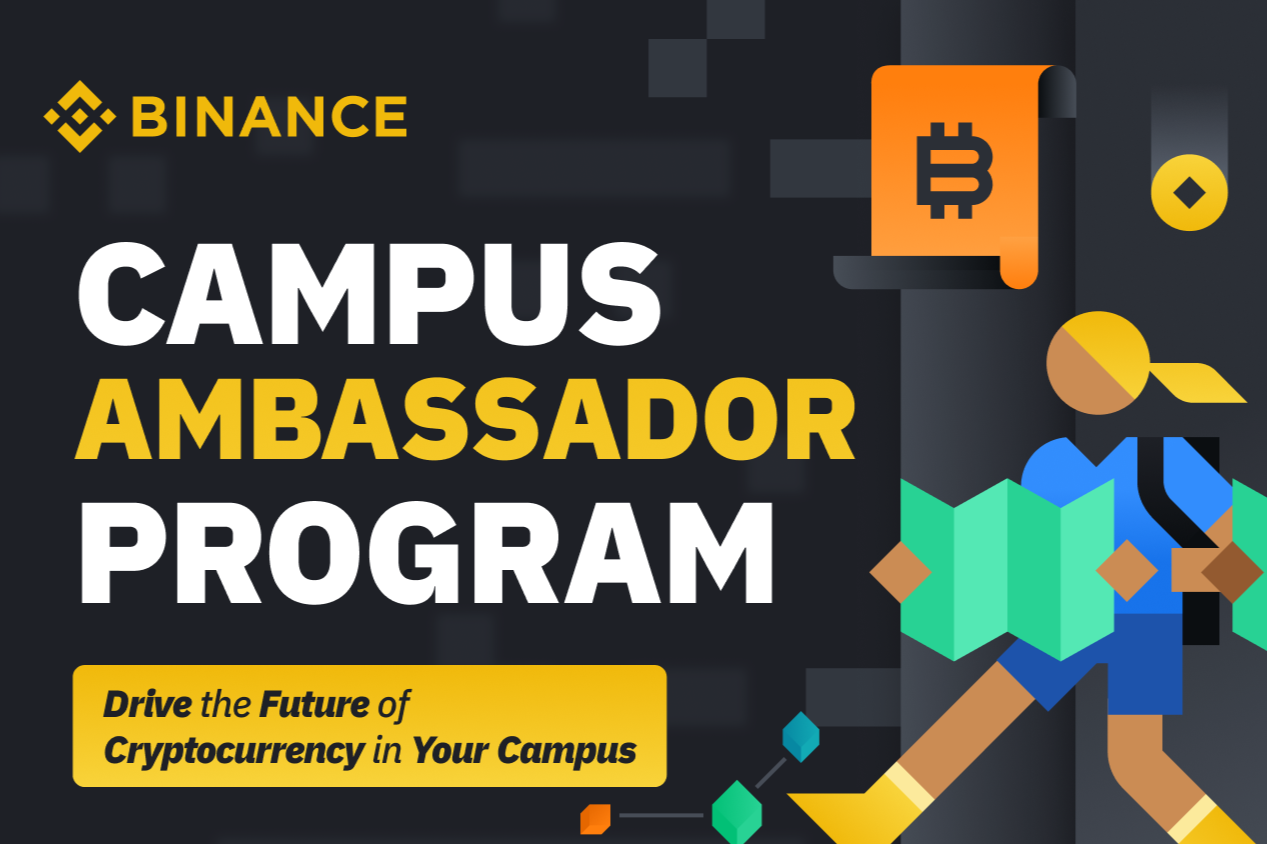 BINANCE
CAMPUS
AMBASSADOR
PROGRAM
Drive the Future of
Cryptocurrency in Your Campus